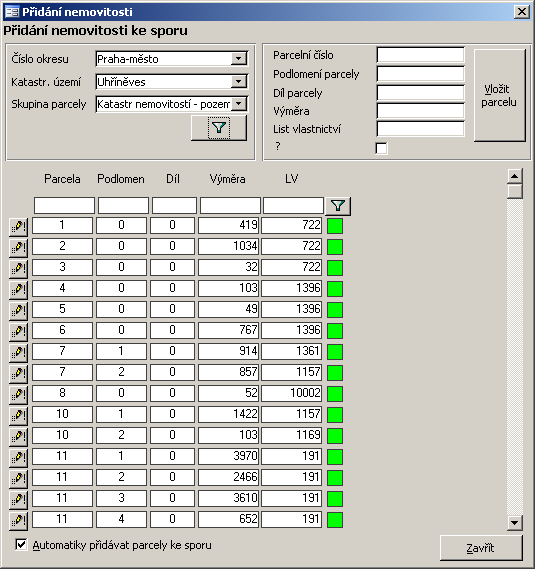 Přidání nemovitosti
Přidání nemovitosti ke sporu
Číslo okresu Praha-město
Katastr. území Uhříněves
Skupina parcely Katastr nemovitostí - pozem
Parcelní číslo
Podlomení parcely
Díl parcely
Výměra
List vlastnictví
?
Vložit
parcelu
Parcela Podlomen Díl Výměra LV
1 0 0 419 722
2 0 0 1034 722
3 0 0 32 722
4 0 0 103 1396
5 0 0 49 1396
6 0 0 767 1396
7 1 0 914 1361
7 2 0 857 1157
8 0 0 52 10002
10 1 0 1422 1157
10 2 0 103 1169
11 1 0 3970 191
11 2 0 2466 191
11 3 0 3610 191
11 4 0 652 191
Automatiky přidávat parcely ke sporu
Zavřít